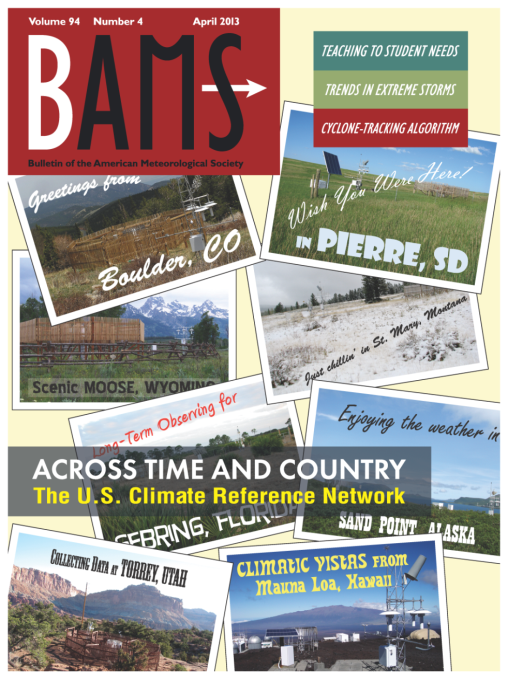 Volume 94 Number 4 April 2013
BAMS
Bulletin of the American Meteorological Society
TEACHING TO STUDENT NEEDS
TRENDS IN EXTREME STORMS
CYCLONE-TRACKING ALGORITHM
Greetings from
Boulder, CO
Wish You Were Here!
IN PIERRE, SD
Scenic MOOSE, WYOMING
Just chillin' in St. Mary, Montana
Long-Term Observing for
SEBRING, FLORIDA
Enjoying the weather in
SAND POINT, ALASKA
ACROSS TIME AND COUNTRY
The U.S. Climate Reference Network
COLLECTING DATA AT TORREY, UTAH
CLIMATIC VISTAS FROM
Mauna Loa, Hawaii